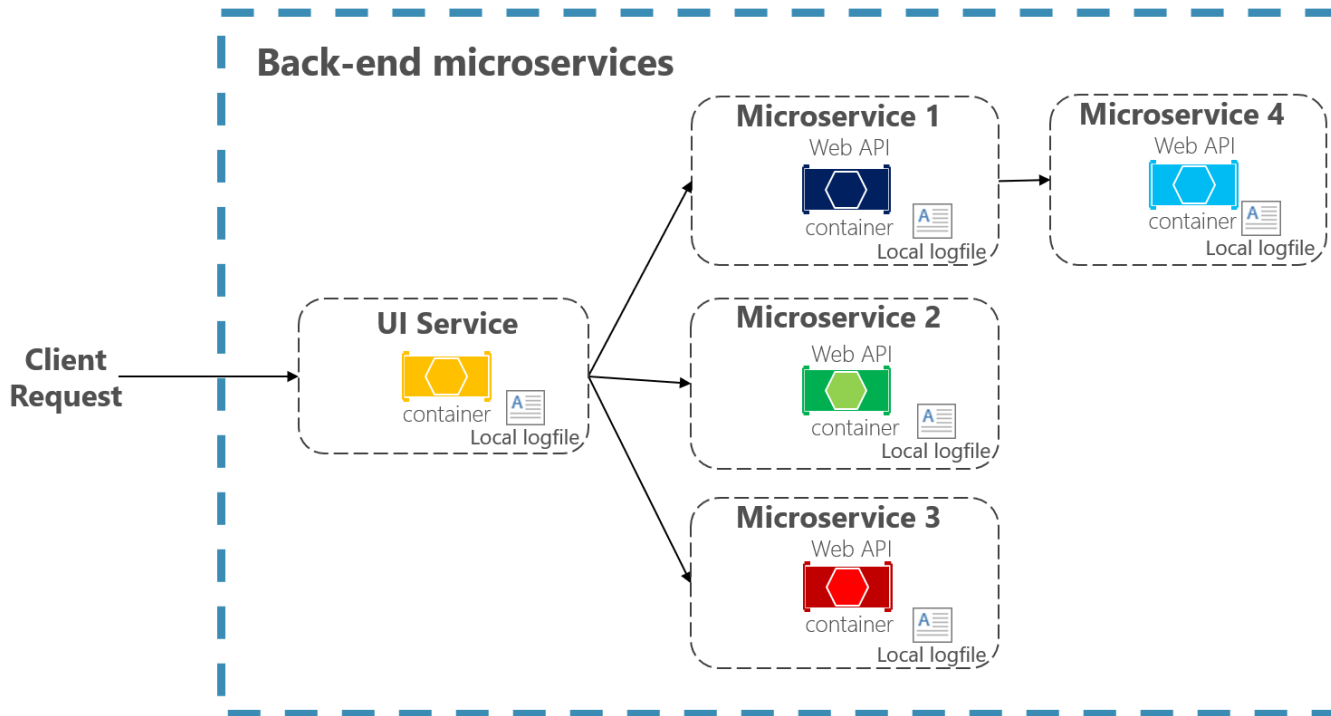 Back-end microservices
Client
Request
UI Service
container
A
Local logfile
Microservice 1
Web API
container
A
Local logfile
Microservice 4
Web API
container
A
Local logfile
Microservice 2
Web API
container
A
Local logfile
Microservice 3
Web API
container
A
Local logfile